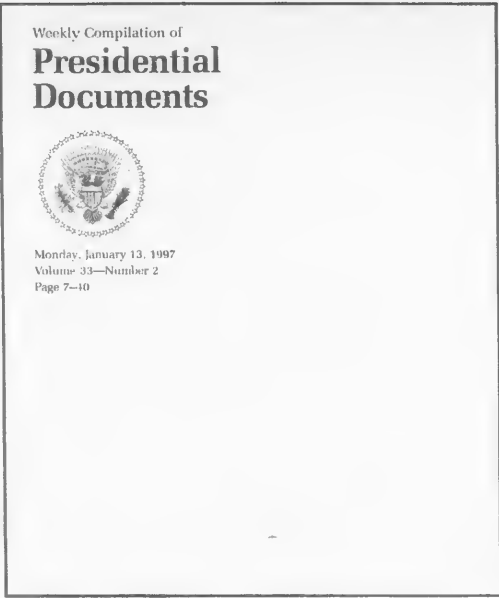 Weekly Compilation of
Presidential
Documents
Monday, January 13, 1997
Volume 33—Number 2
Page 7–40